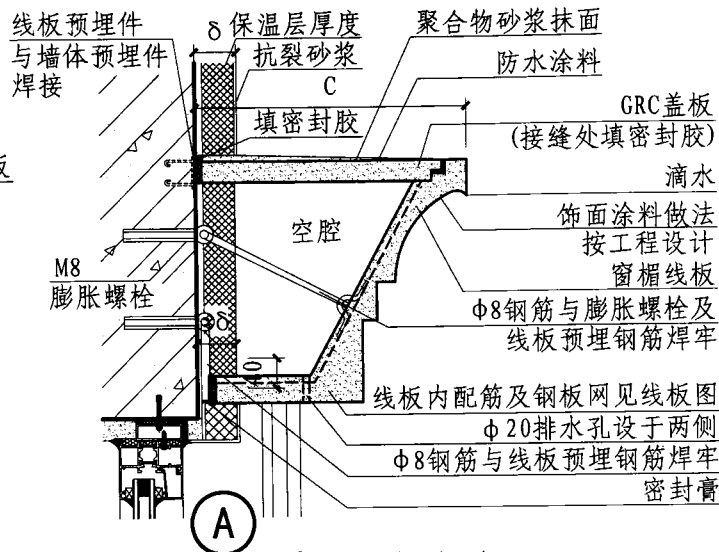 线板预埋件
与墙体预埋件
焊接
δ
保温层厚度
抗裂砂浆
C
填密封胶
聚合物砂浆抹面
防水涂料
GRC盖板
(接缝处填密封胶)
滴水
饰面涂料做法
按工程设计
窗楣线板
空腔
板
M8
膨胀螺栓
φ8钢筋与膨胀螺栓及
线板预埋钢筋焊牢
δ
10
线板内配筋及钢板网见线板图
φ20排水孔设于两侧
φ8钢筋与线板预埋钢筋焊牢
密封膏
A